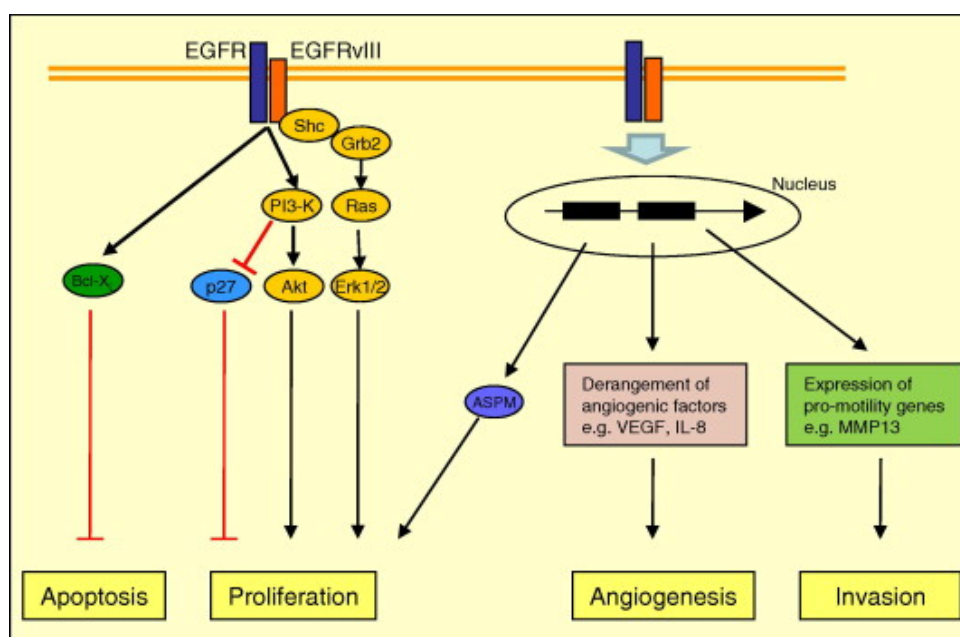 EGFR
EGFRvIII
Shc
Grb2
Nucleus
PI3-K
Ras
Bcl-X
p27
Akt
Erk1/2
Derangement of
angiogenic factors
e.g. VEGF, IL-8
Expression of
pro-motility genes
e.g. MMP13
ASPM
Apoptosis
Proliferation
Angiogenesis
Invasion